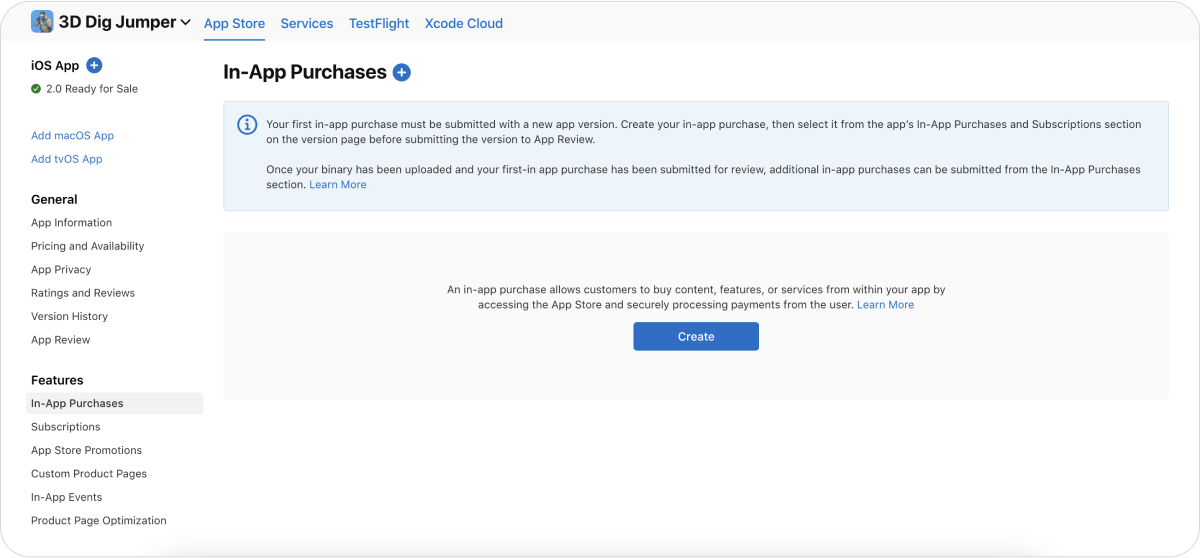 3D Dig Jumper App Store Services TestFlight Xcode Cloud
iOS App
2.0 Ready for Sale
Add macOS App
Add tvOS App
General
App Information
Pricing and Availability
App Privacy
Ratings and Reviews
Version History
App Review
Features
In-App Purchases
Subscriptions
App Store Promotions
Custom Product Pages
In-App Events
Product Page Optimization
In-App Purchases
Your first in-app purchase must be submitted with a new app version. Create your in-app purchase, then select it from the app's In-App Purchases and Subscriptions section
on the version page before submitting the version to App Review.
Once your binary has been uploaded and your first-in app purchase has been submitted for review, additional in-app purchases can be submitted from the In-App Purchases
section. Learn More
An in-app purchase allows customers to buy content, features, or services from within your app by
accessing the App Store and securely processing payments from the user. Learn More
Create